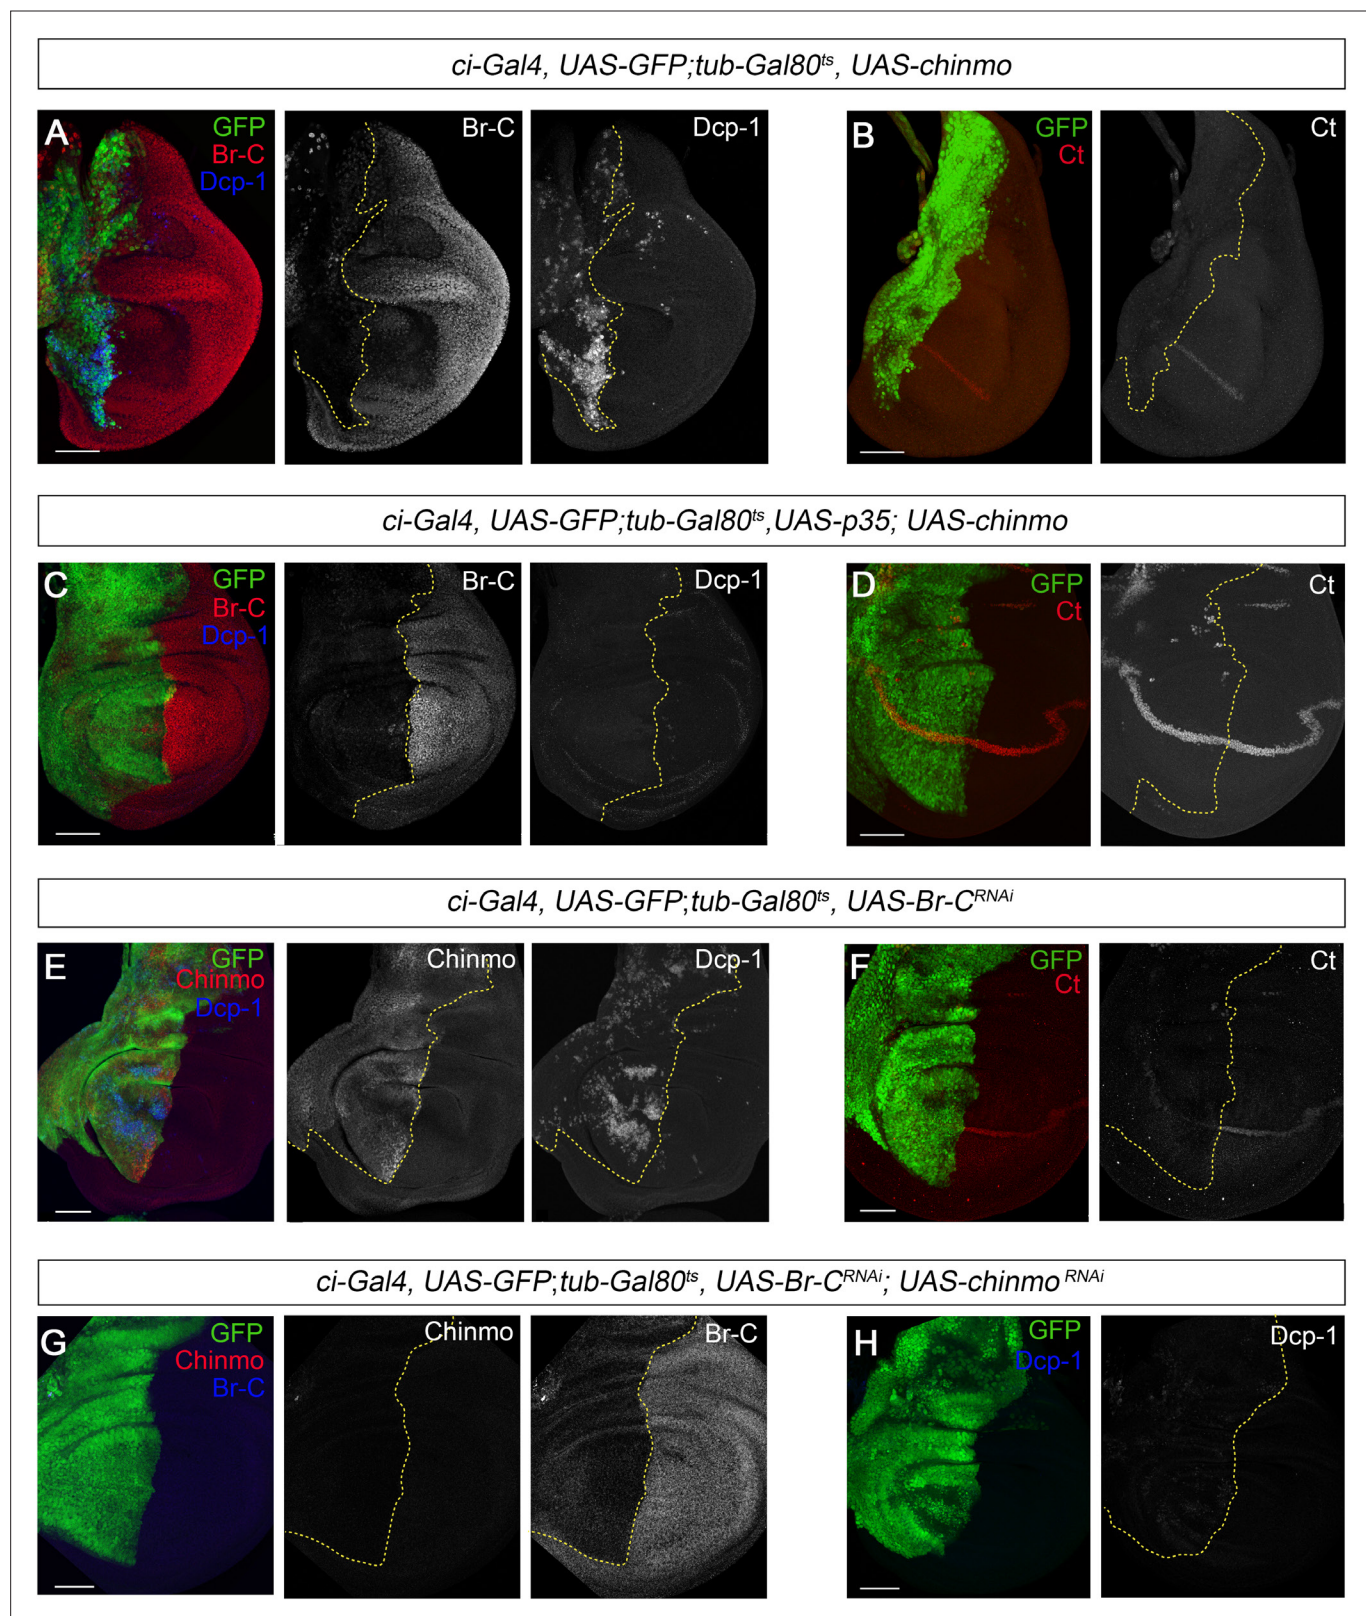 ci-Gal4, UAS-GFP;tub-Gal80ts, UAS-chinmo
A GFP Br-C Dcp-1
Br-C
Dcp-1
B GFP Ct
Ct
ci-Gal4, UAS-GFP;tub-Gal80ts,UAS-p35; UAS-chinmo
C GFP Br-C Dcp-1
Br-C
Dcp-1
D GFP Ct
Ct
ci-Gal4, UAS-GFP;tub-Gal80ts, UAS-Br-CRNAi
E GFP Chinmo Dcp-1
Chinmo
Dcp-1
F GFP Ct
Ct
ci-Gal4, UAS-GFP;tub-Gal80ts, UAS-Br-CRNAi; UAS-chinmo RNAi
G GFP Chinmo Br-C
Chinmo
Br-C
H GFP Dcp-1
Dcp-1